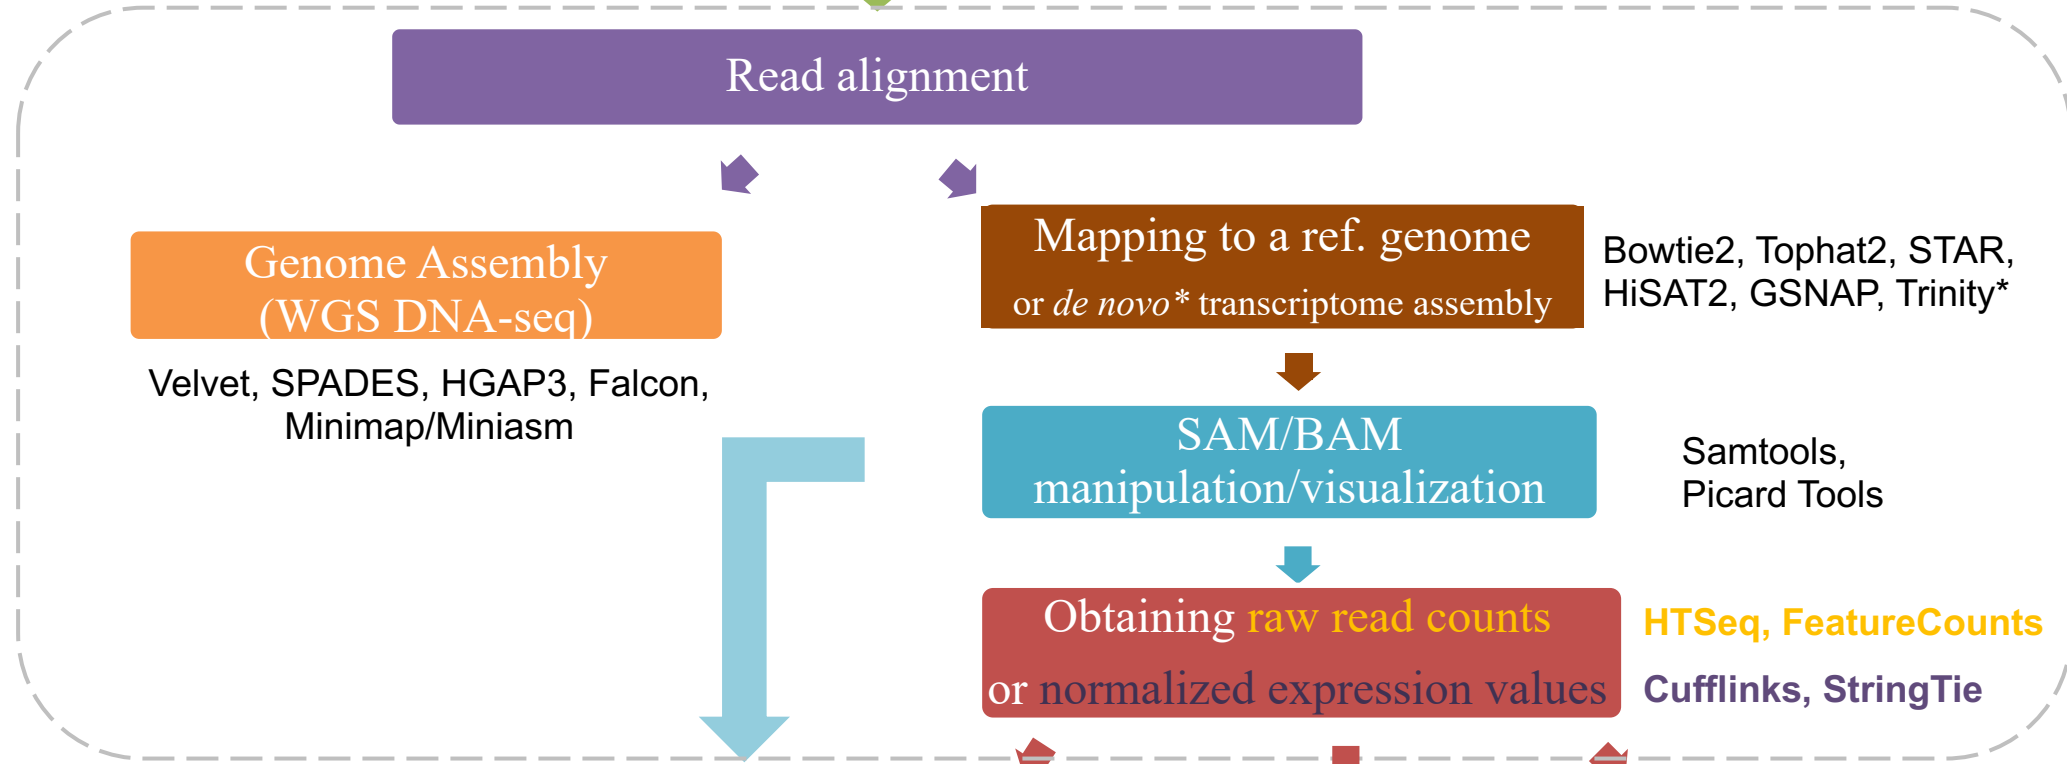 Read alignment
Genome Assembly
(WGS DNA-seq)
Velvet, SPADES, HGAP3, Falcon,
Minimap/Miniasm
Mapping to a ref. genome
or de novo* transcriptome assembly
Bowtie2, Tophat2, STAR,
HiSAT2, GSNAP, Trinity*
SAM/BAM
manipulation/visualization
Samtools,
Picard Tools
Obtaining raw read counts
or normalized expression values
HTSeq, FeatureCounts
Cufflinks, StringTie